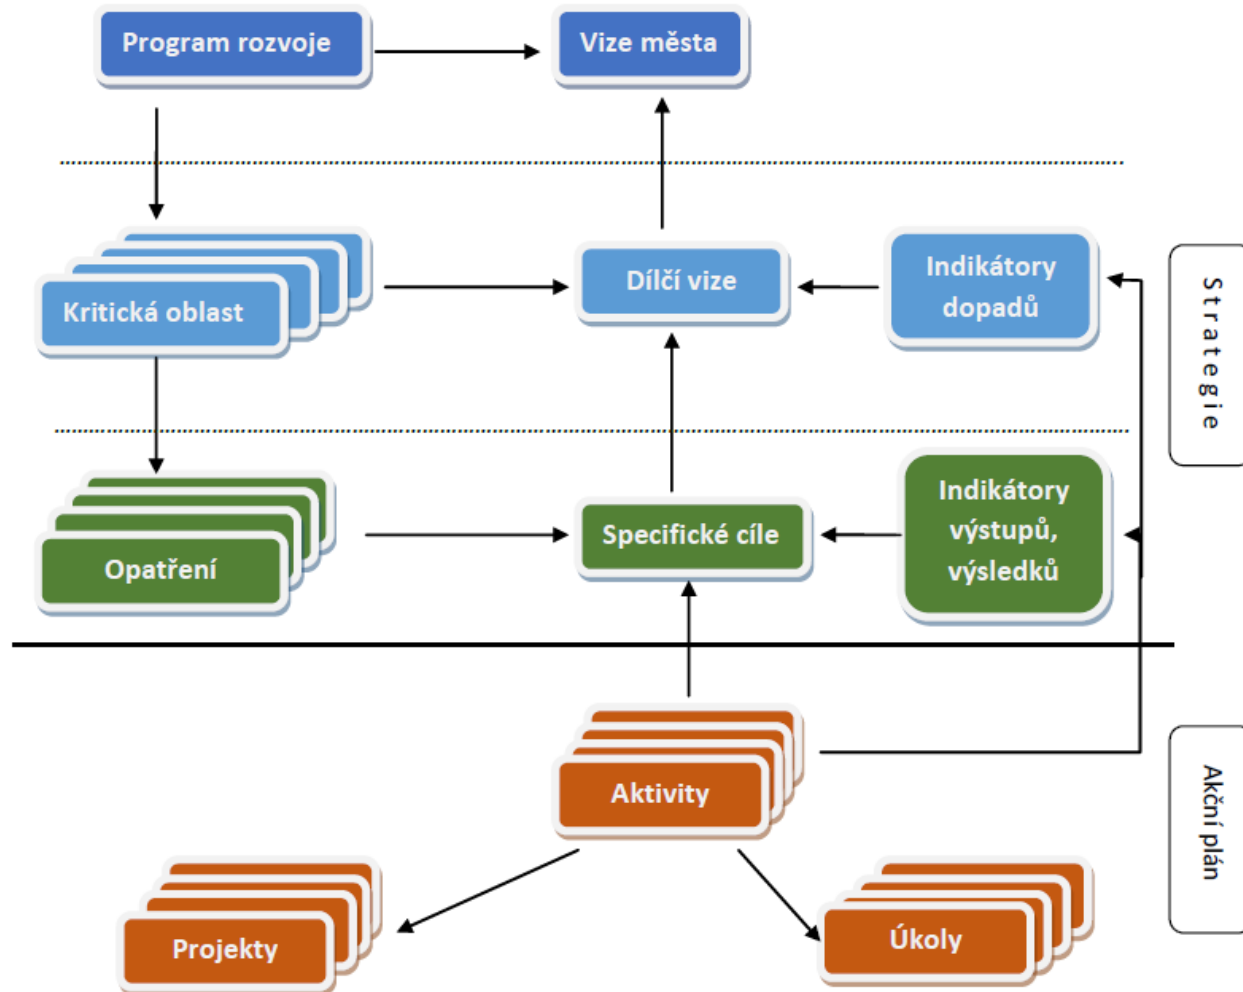 Program rozvoje
Vize města
Kritická oblast
Dílčí vize
Indikátory
dopadů
Strategie
Opatření
Specifické cíle
Indikátory
výstupů,
výsledků
Aktivity
Akční plán
Projekty
Úkoly